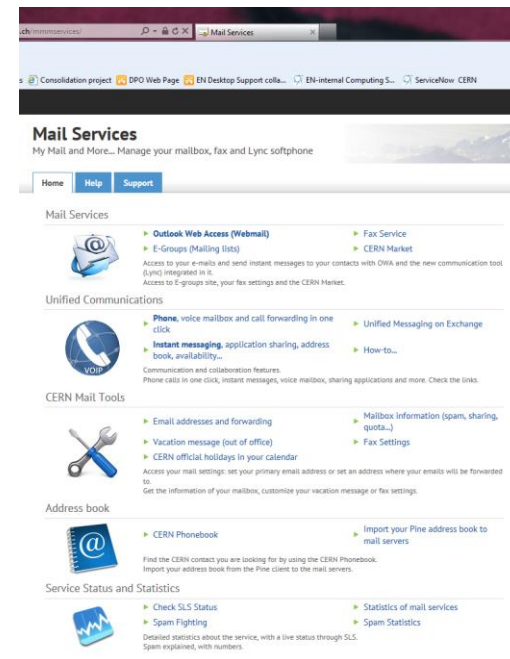 .ch/mmmservices/
Mail Services
Consolidation project DPO Web Page EN Desktop Support colla... EN-internal Computing S... ServiceNow CERN
Mail Services
My Mail and More... Manage your mailbox, fax and Lync softphone
Home Help Support
Mail Services
Outlook Web Access (Webmail) Fax Service
E-Groups (Mailing lists) CERN Market
Access to your e-mails and send instant messages to your contacts with OWA and the new communication tool
(Lync) integrated in it.
Access to E-groups site, your fax settings and the CERN Market.
Unified Communications
Phone, voice mailbox and call forwarding in one
click
Unified Messaging on Exchange
Instant messaging, application sharing, address
book, availability...
How-to...
VOIP
Communication and collaboration features.
Phone calls in one click, instant messages, voice mailbox, sharing applications and more. Check the links.
CERN Mail Tools
Email addresses and forwarding
Mailbox information (spam, sharing,
quota...)
Vacation message (out of office) Fax Settings
CERN official holidays in your calendar
Access your mail settings: set your primary email address or set an address where your emails will be forwarded
to.
Get the information of your mailbox, customize your vacation message or fax settings.
Address book
CERN Phonebook
Import your Pine address book to
mail servers
Find the CERN contact you are looking for by using the CERN Phonebook.
Import your address book from the Pine client to the mail servers.
Service Status and Statistics
Check SLS Status Statistics of mail services
Spam Fighting Spam Statistics
Detailed statistics about the service, with a live status through SLS.
Spam explained, with numbers.